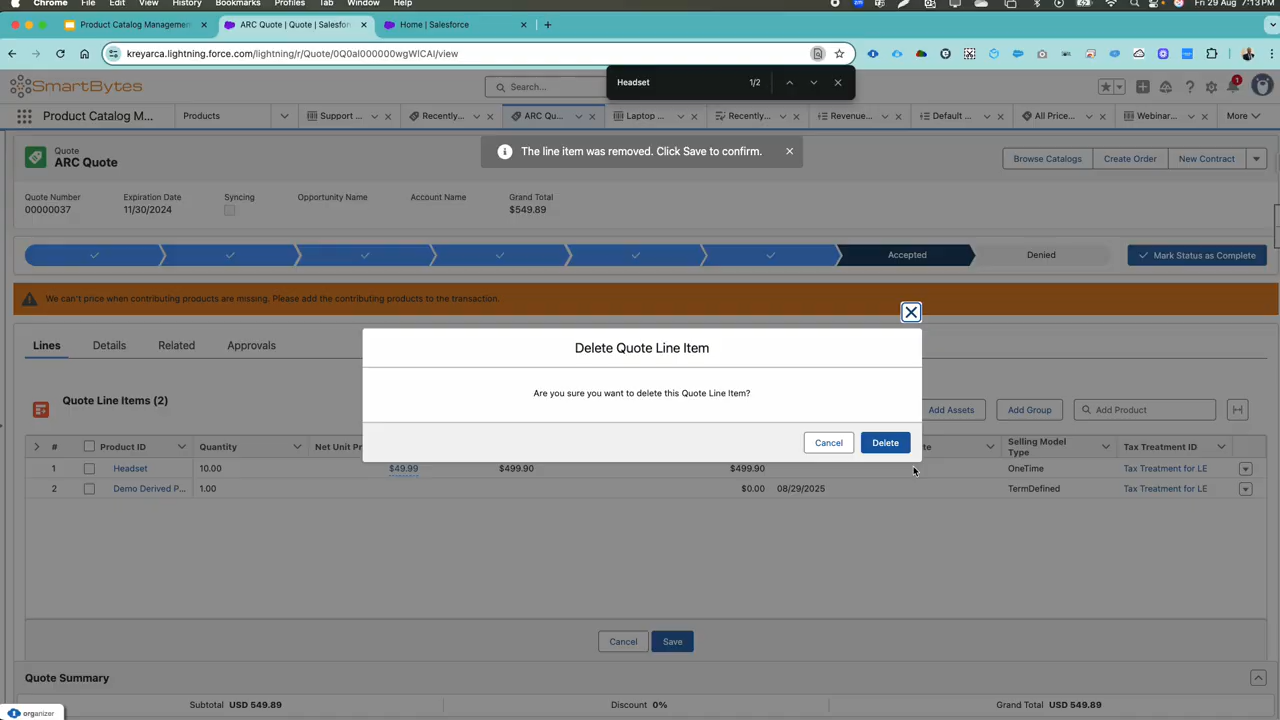 Chrome File Edit View History Bookmarks Profiles Tab Window Help Fri 29 Aug 7:13 PM
Product Catalog Managemen
ARC Quote | Quote | Salesfor
Home | Salesforce
kreyarca.lightning.force.com/lightning/r/Quote/0Q0al000000wgWlCAI/view
Headset 1/2
SmartBytes
Search...
1
Product Catalog M...
Products
Support ...
Recently...
ARC Qu...
Laptop ...
Recently...
Revenue...
Default ...
All Price...
Webinar...
More
The line item was removed. Click Save to confirm.
Quote
ARC Quote
Browse Catalogs
Create Order
New Contract
Quote Number Expiration Date Syncing Opportunity Name Account Name Grand Total
00000037 11/30/2024 $549.89
Accepted
Denied
Mark Status as Complete
We can't price when contributing products are missing. Please add the contributing products to the transaction.
Lines Details Related Approvals
Delete Quote Line Item
Are you sure you want to delete this Quote Line Item?
Cancel Delete
Quote Line Items (2)
Add Assets
Add Group
Add Product
# Product ID Quantity Net Unit Pr te Selling Model Type Tax Treatment ID
1 Headset 10.00 $49.99 $499.90 $499.90 OneTime Tax Treatment for LE
2 Demo Derived P... 1.00 $0.00 08/29/2025 TermDefined Tax Treatment for LE
Cancel Save
Quote Summary
Subtotal USD 549.89 Discount 0% Grand Total USD 549.89
organizer